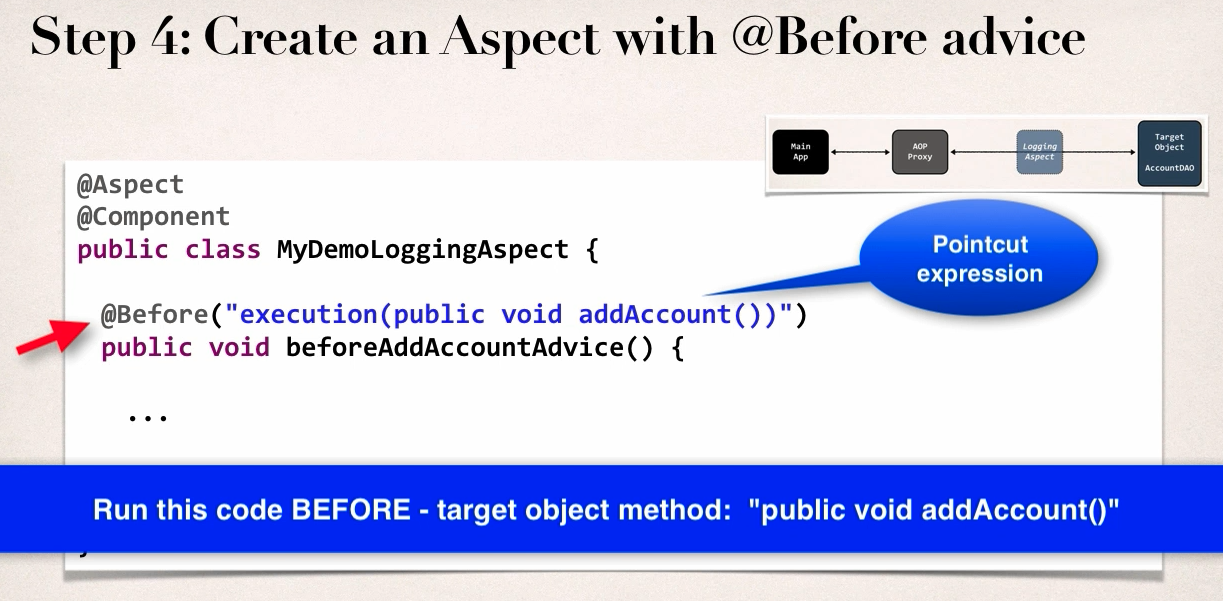 Step 4: Create an Aspect with @Before advice
Main
App
AOP
Proxy
Logging
Aspect
Target
Object
AccountDAO
@Aspect
@Component
public class MyDemoLoggingAspect {
Pointcut
expression
@Before("execution(public void addAccount())")
public void beforeAddAccountAdvice() {
...
Run this code BEFORE - target object method: "public void addAccount()"
}